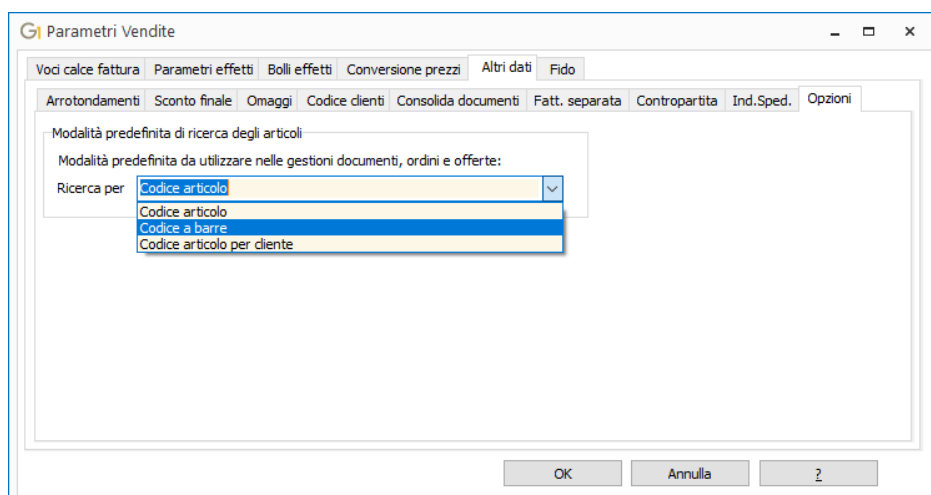 GI Parametri Vendite
Voci calce fattura Parametri effetti Bolli effetti Conversione prezzi Altri dati Fido
Arrotondamenti Sconto finale Omaggi Codice clienti Consolida documenti Fatt. separata Contropartita Ind.Sped. Opzioni
Modalità predefinita di ricerca degli articoli
Modalità predefinita da utilizzare nelle gestioni documenti, ordini e offerte:
Ricerca per Codice articolo
Codice articolo
Codice a barre
Codice articolo per cliente
OK Annulla ?